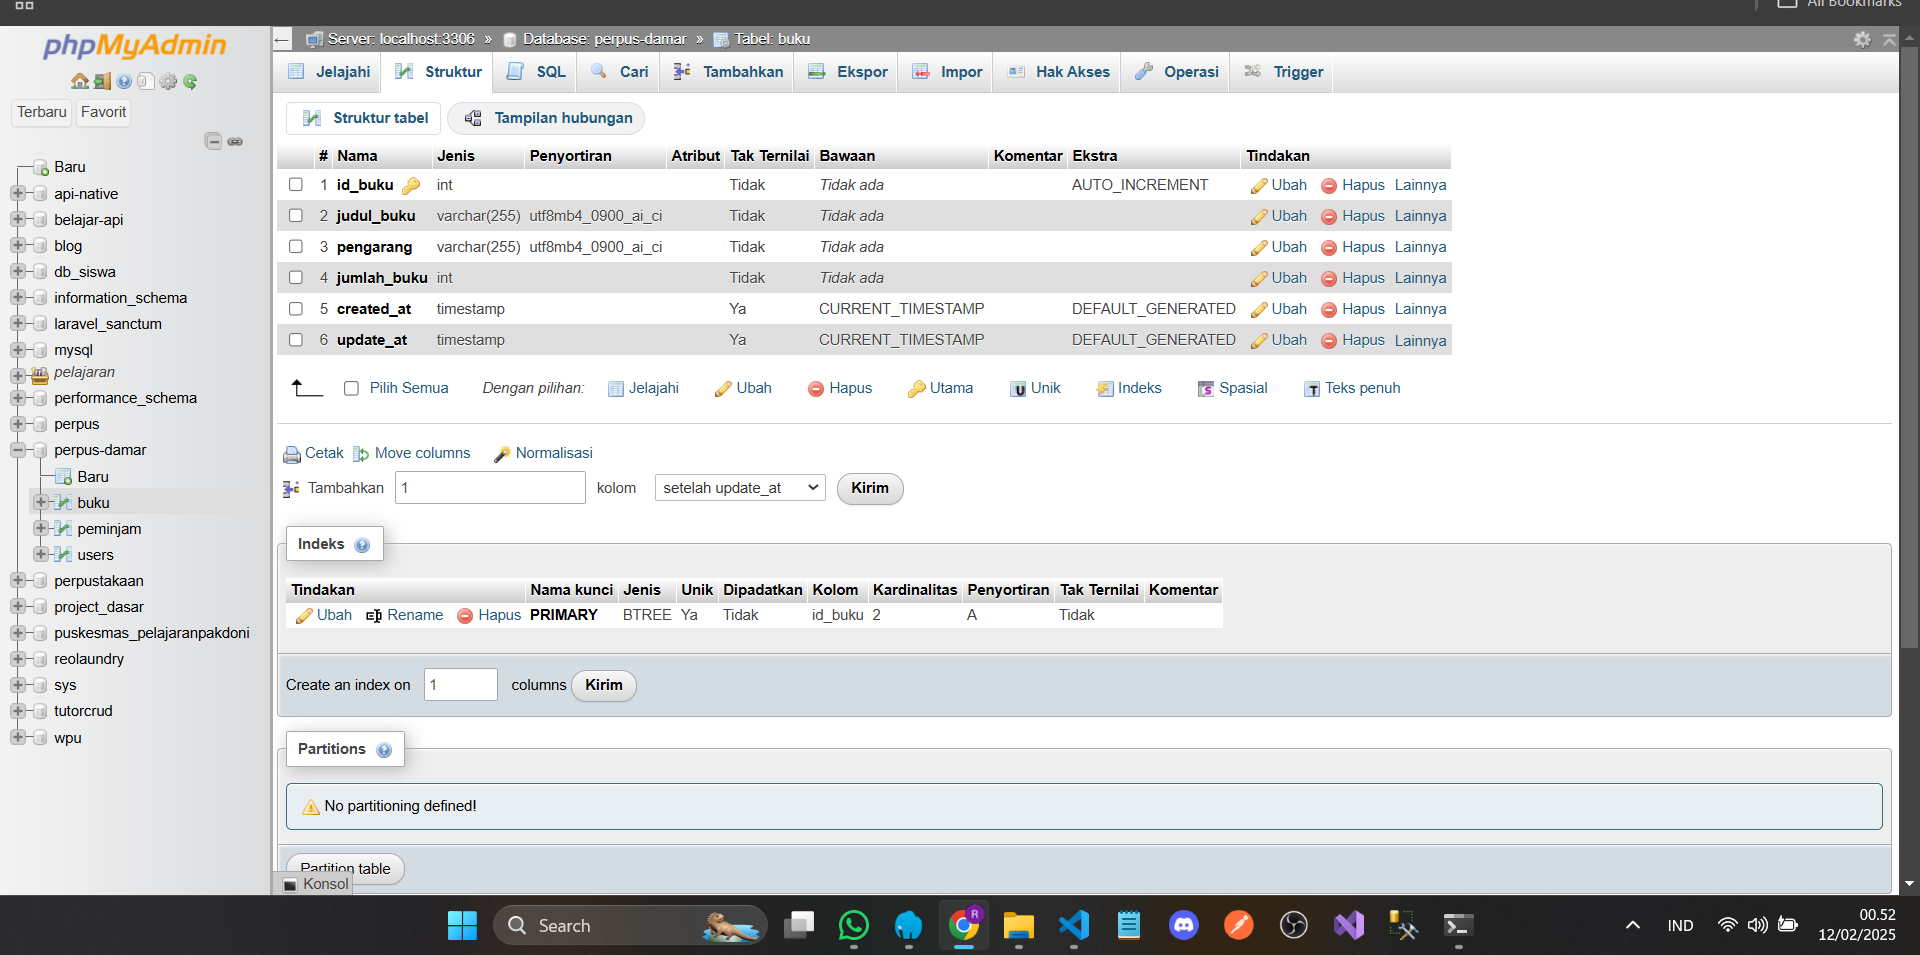 All Bookmarks
phpMyAdmin
Terbaru Favorit
Baru
api-native
belajar-api
blog
db_siswa
information_schema
laravel_sanctum
mysql
pelajaran
performance_schema
perpus
perpus-damar
Baru
buku
peminjam
users
perpustakaan
project_dasar
puskesmas_pelajaranpakdoni
reolaundry
sys
tutorcrud
wpu
Server: localhost:3306 » Database: perpus-damar » Tabel: buku
Jelajahi Struktur SQL Cari Tambahkan Ekspor Impor Hak Akses Operasi Trigger
Struktur tabel Tampilan hubungan
# Nama Jenis Penyortiran Atribut Tak Ternilai Bawaan Komentar Ekstra Tindakan
1 id_buku int Tidak Tidak ada AUTO_INCREMENT Ubah Hapus Lainnya
2 judul_buku varchar(255) utf8mb4_0900_ai_ci Tidak Tidak ada Ubah Hapus Lainnya
3 pengarang varchar(255) utf8mb4_0900_ai_ci Tidak Tidak ada Ubah Hapus Lainnya
4 jumlah_buku int Tidak Tidak ada Ubah Hapus Lainnya
5 created_at timestamp Ya CURRENT_TIMESTAMP DEFAULT_GENERATED Ubah Hapus Lainnya
6 update_at timestamp Ya CURRENT_TIMESTAMP DEFAULT_GENERATED Ubah Hapus Lainnya
Pilih Semua Dengan pilihan: Jelajahi Ubah Hapus Utama Unik Indeks Spasial Teks penuh
Cetak Move columns Normalisasi
Tambahkan 1 kolom setelah update_at Kirim
Indeks
Tindakan Nama kunci Jenis Unik Dipadatkan Kolom Kardinalitas Penyortiran Tak Ternilai Komentar
Ubah Rename Hapus PRIMARY BTREE Ya Tidak id_buku 2 A Tidak
Create an index on 1 columns Kirim
Partitions
No partitioning defined!
Partition table
Konsol
Search
R
IND
00.52
12/02/2025